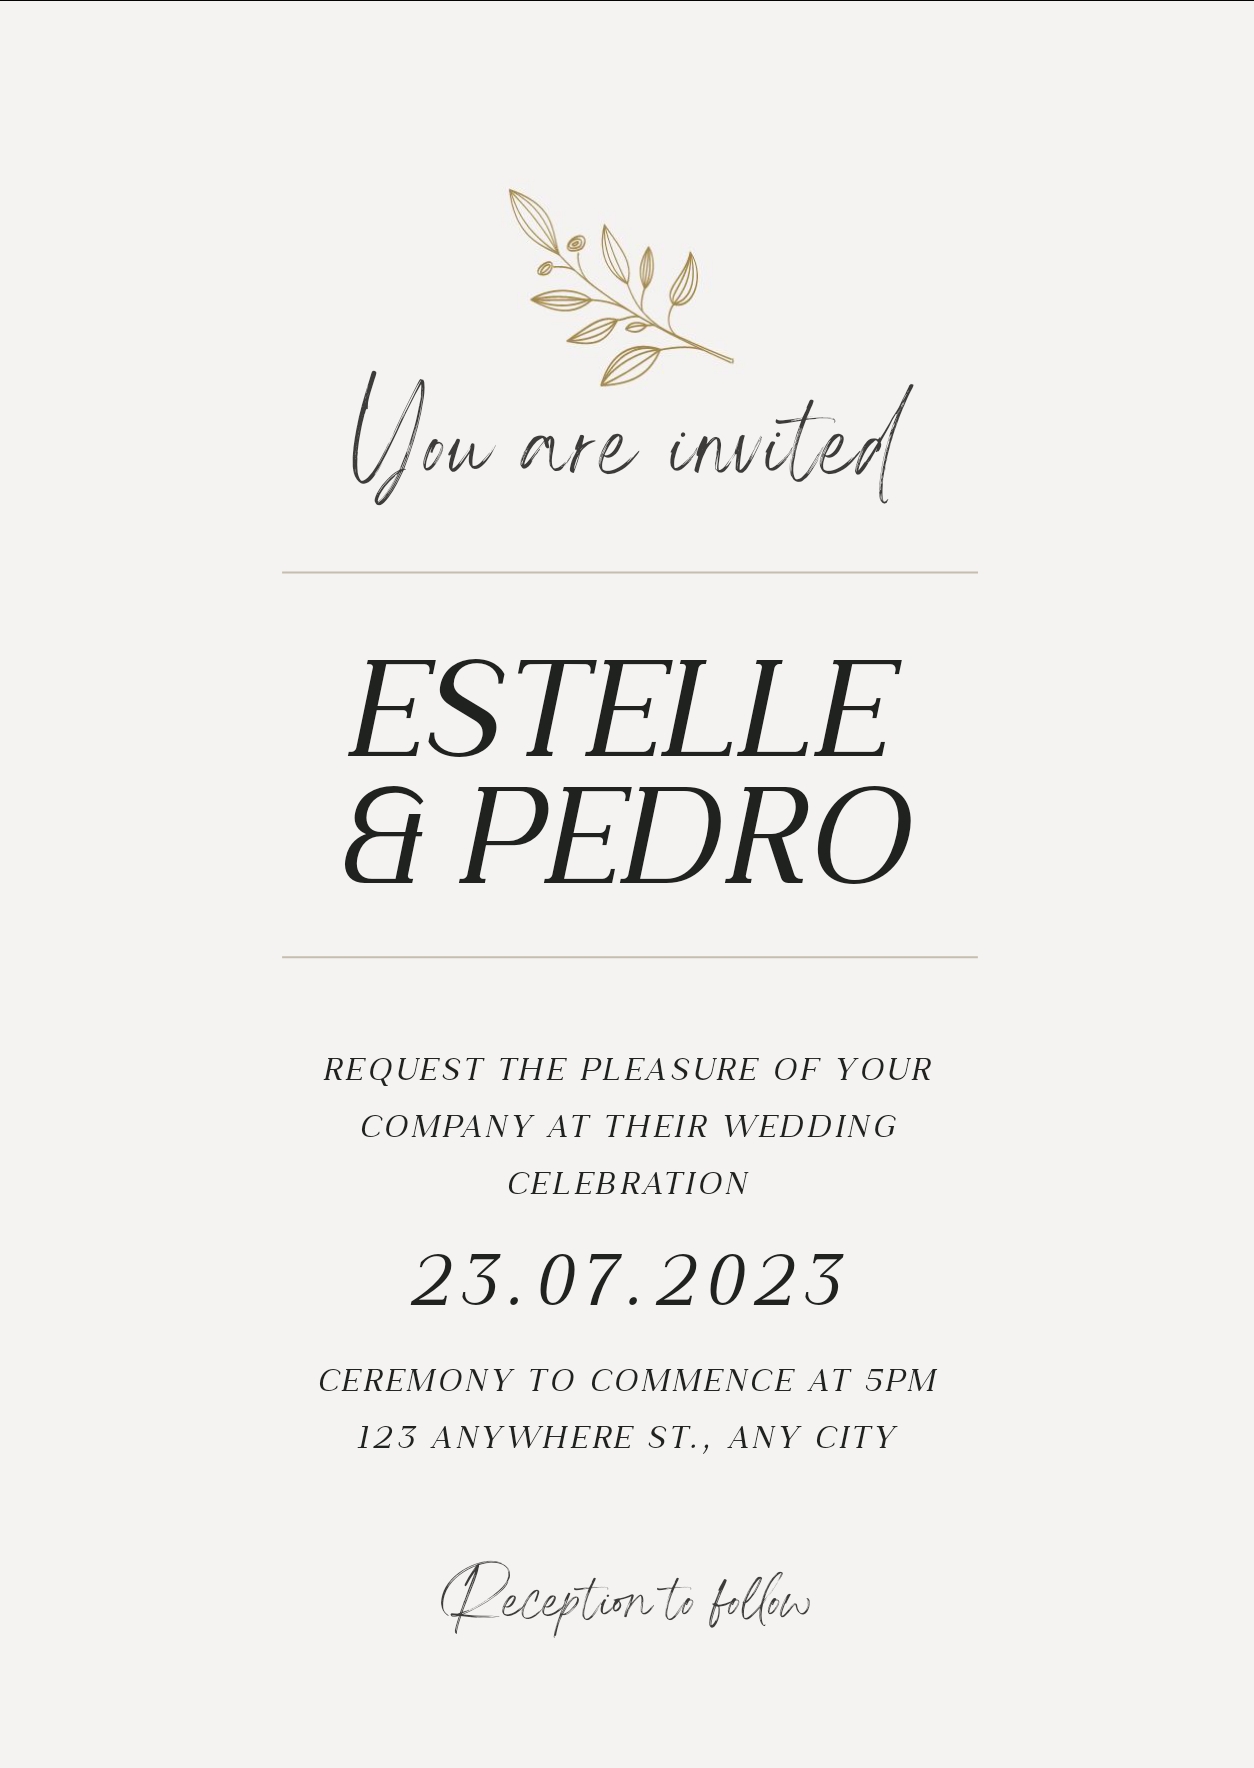 You are invited
ESTELLE
& PEDRO
REQUEST THE PLEASURE OF YOUR
COMPANY AT THEIR WEDDING
CELEBRATION
23.07.2023
CEREMONY TO COMMENCE AT 5PM
123 ANYWHERE ST., ANY CITY
Reception to follow